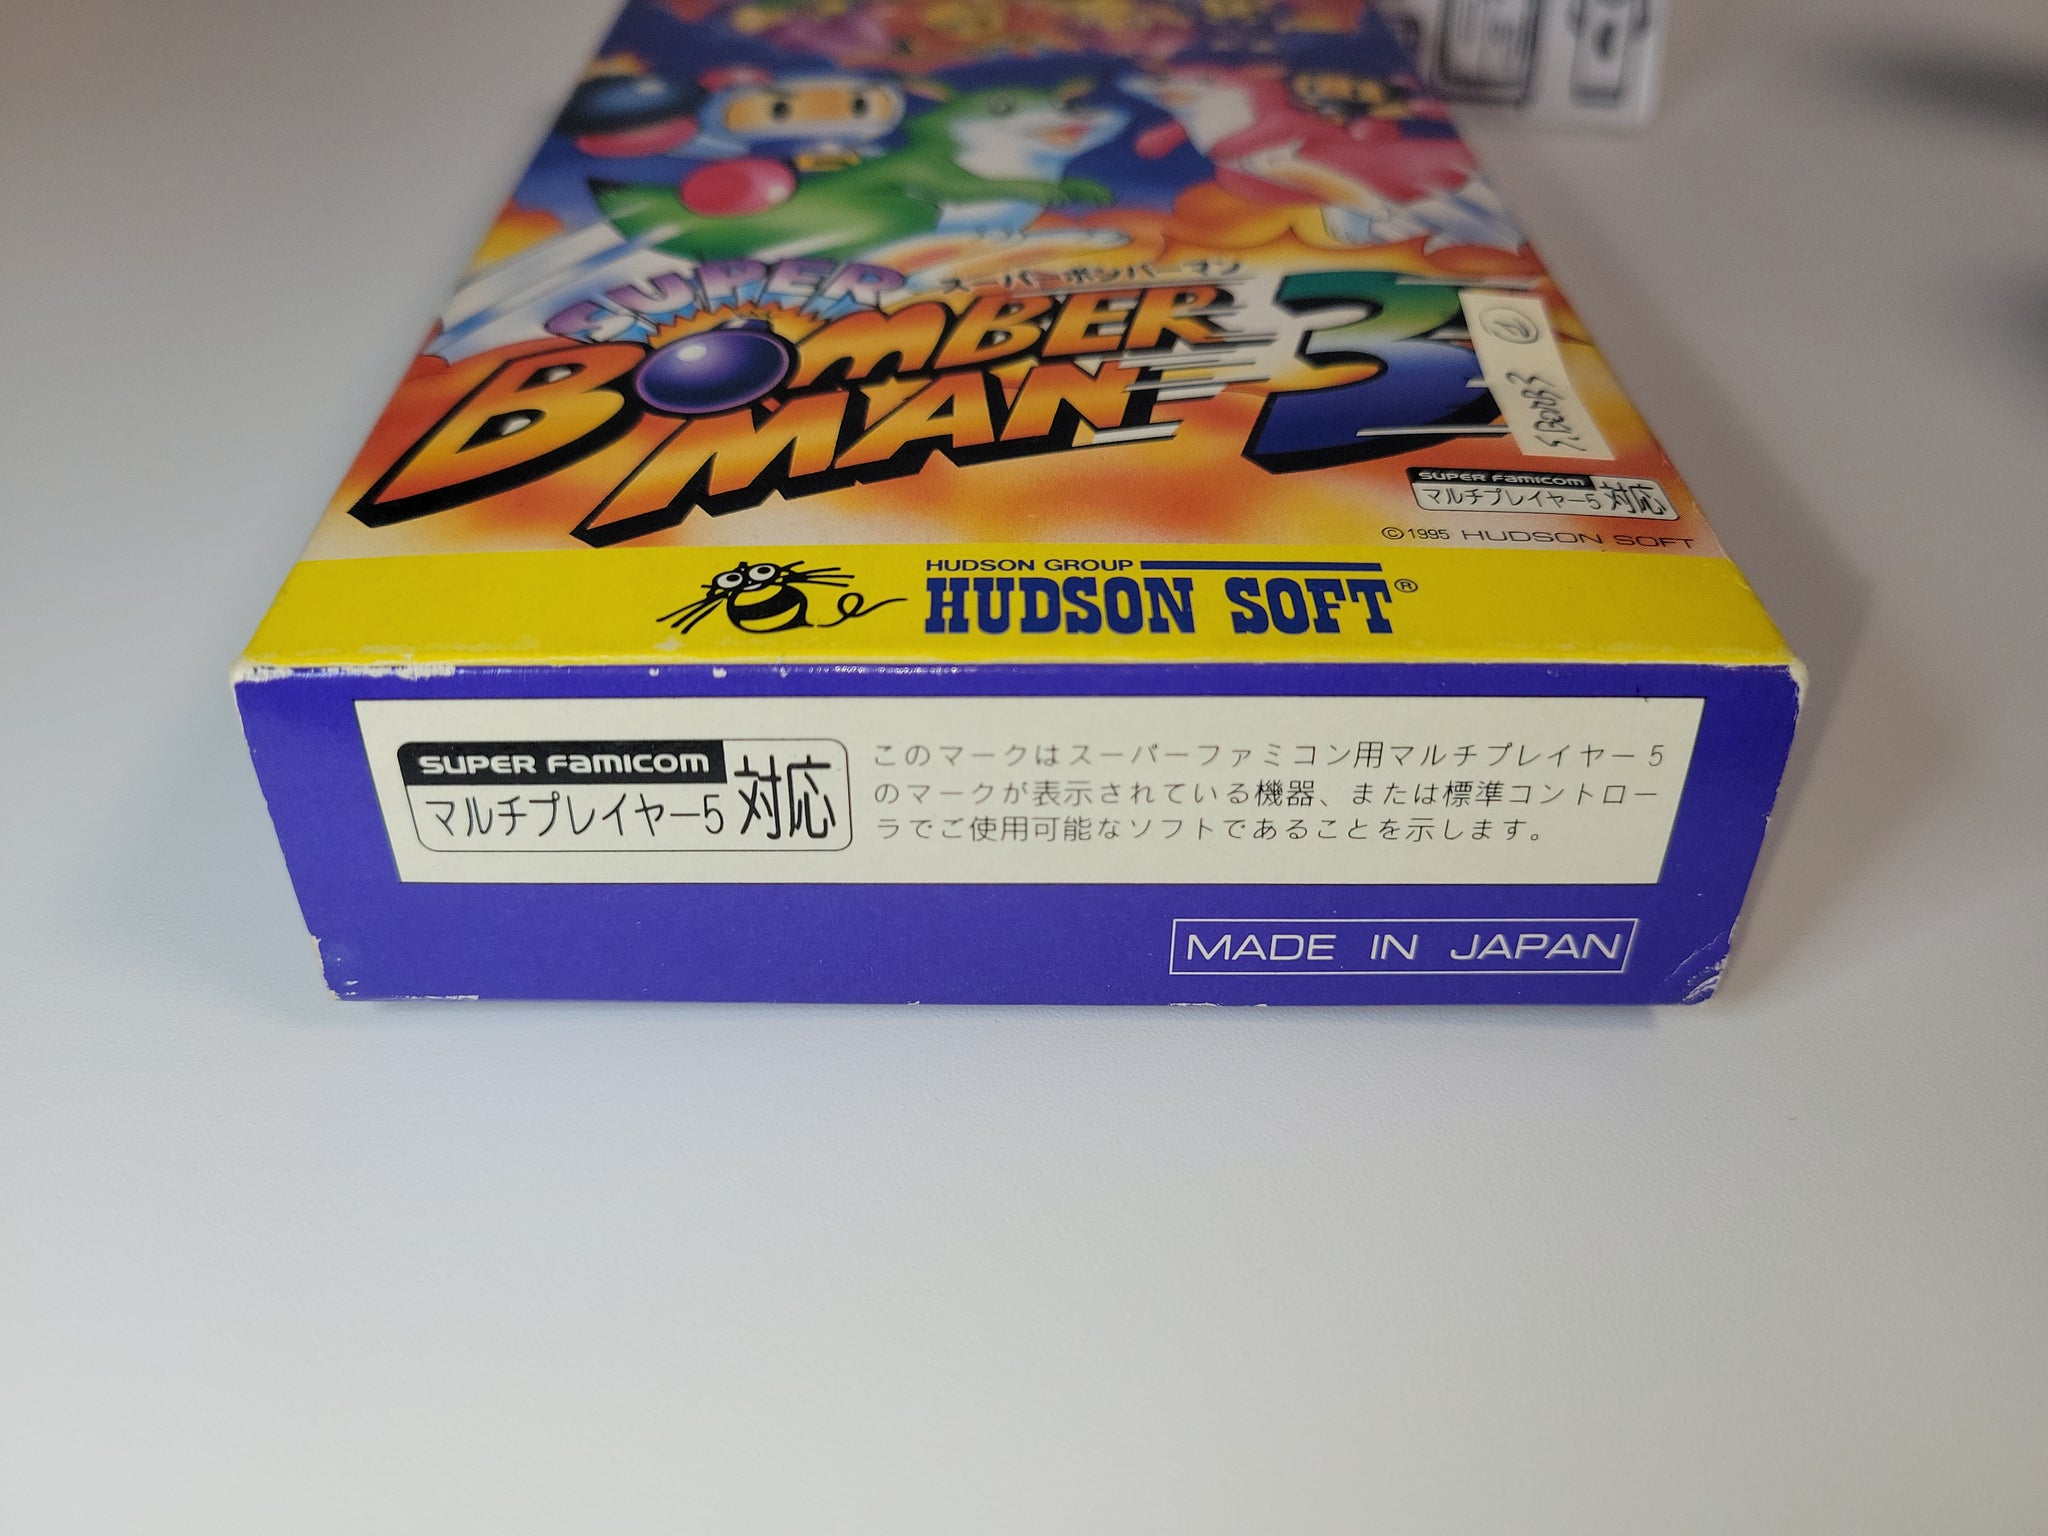 SUPER
スーパーボンバーマン
BOMBER
MAN 3
S.BOMB3
SUPER FAMICOM
マルチプレイヤー5 対応
©1995 HUDSON SOFT
HUDSON GROUP
HUDSON SOFT®
SUPER FAMICOM
マルチプレイヤー5 対応
このマークはスーパーファミコン用マルチプレイヤー5
のマークが表示されている機器、または標準コントロー
ラでご使用可能なソフトであることを示します。
MADE IN JAPAN